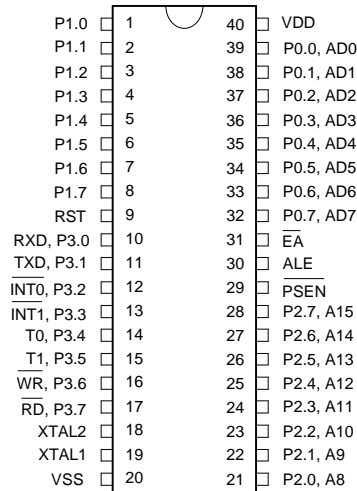 P1.0 1 40 VDD
P1.1 2 39 P0.0, AD0
P1.2 3 38 P0.1, AD1
P1.3 4 37 P0.2, AD2
P1.4 5 36 P0.3, AD3
P1.5 6 35 P0.4, AD4
P1.6 7 34 P0.5, AD5
P1.7 8 33 P0.6, AD6
RST 9 32 P0.7, AD7
RXD, P3.0 10 31 E̅A̅
TXD, P3.1 11 30 ALE
I̅N̅T̅0̅, P3.2 12 29 P̅S̅E̅N̅
I̅N̅T̅1̅, P3.3 13 28 P2.7, A15
T0, P3.4 14 27 P2.6, A14
T1, P3.5 15 26 P2.5, A13
W̅R̅, P3.6 16 25 P2.4, A12
R̅D̅, P3.7 17 24 P2.3, A11
XTAL2 18 23 P2.2, A10
XTAL1 19 22 P2.1, A9
VSS 20 21 P2.0, A8